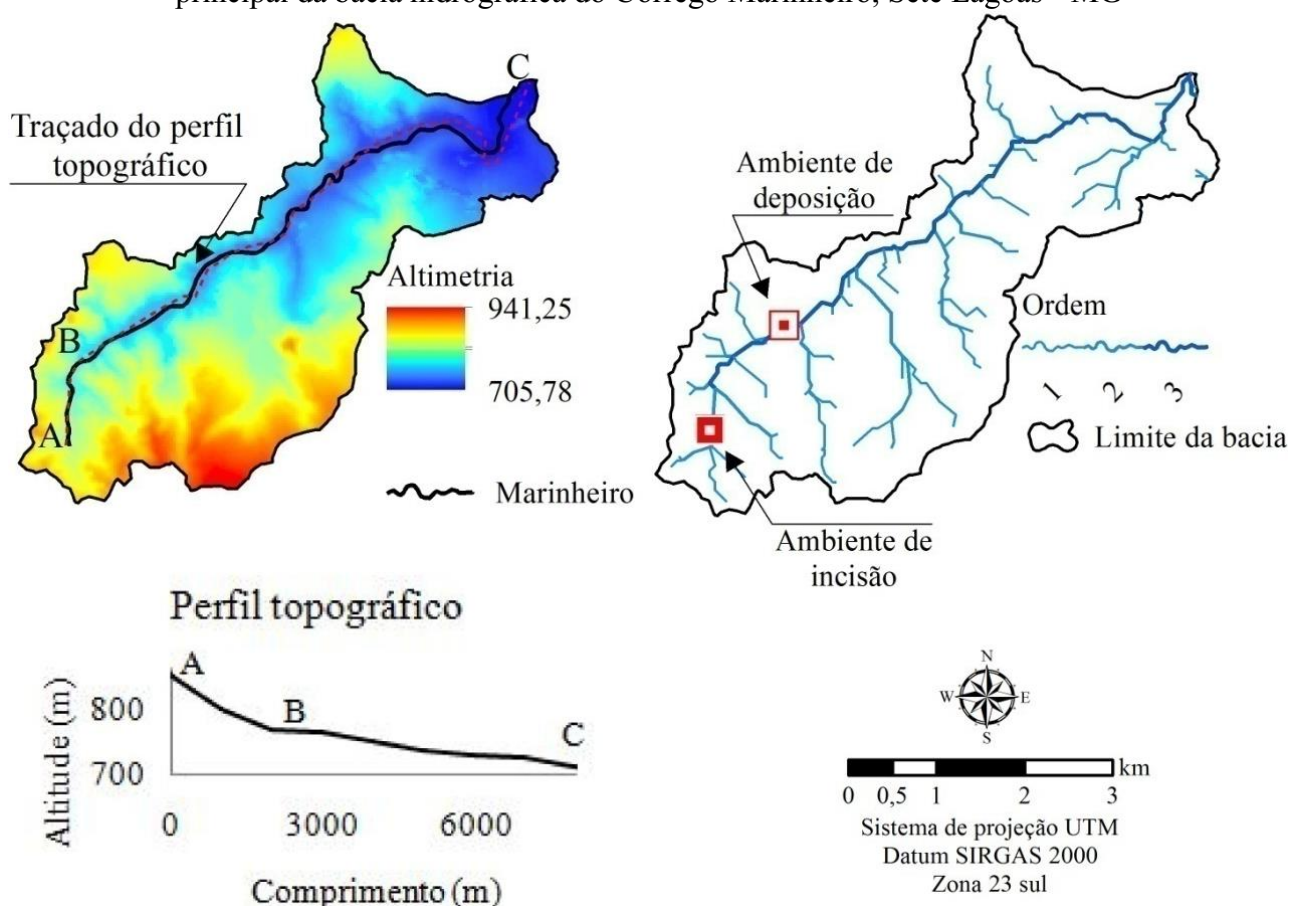 principal da bacia hidrográfica do Córrego Marinheiro, Sete Lagoas - MG
C
Traçado do perfil
topográfico
B
A
Altimetria
941,25
705,78
Marinheiro
Ambiente de
deposição
Ordem
1 2 3
Limite da bacia
Ambiente de
incisão
Perfil topográfico
A
B
C
Altitude (m)
800
700
0 3000 6000
Comprimento (m)
N
W E
S
km
0 0,5 1 2 3
Sistema de projeção UTM
Datum SIRGAS 2000
Zona 23 sul